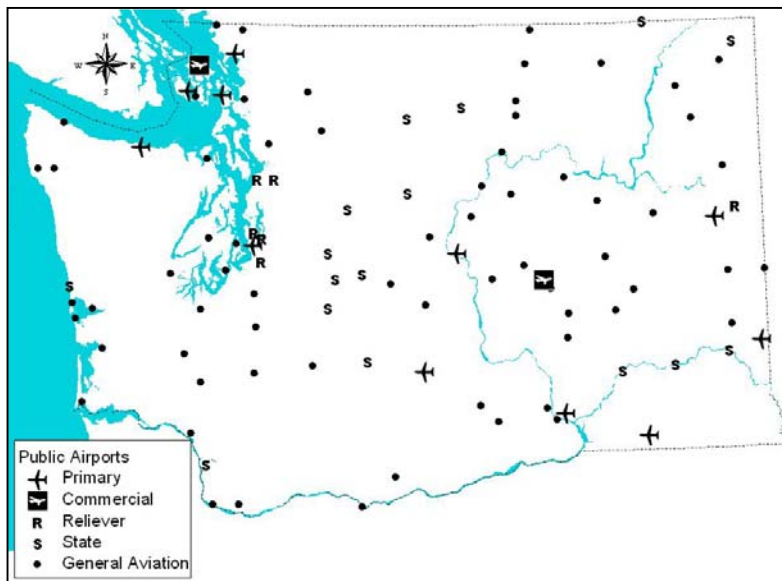 N
W E
S
S
S
S
S
S
R R
S
S
R
R
R
R
S
S
S
S
S
S
S
S
S
S
Public Airports
Primary
Commercial
R Reliever
S State
General Aviation